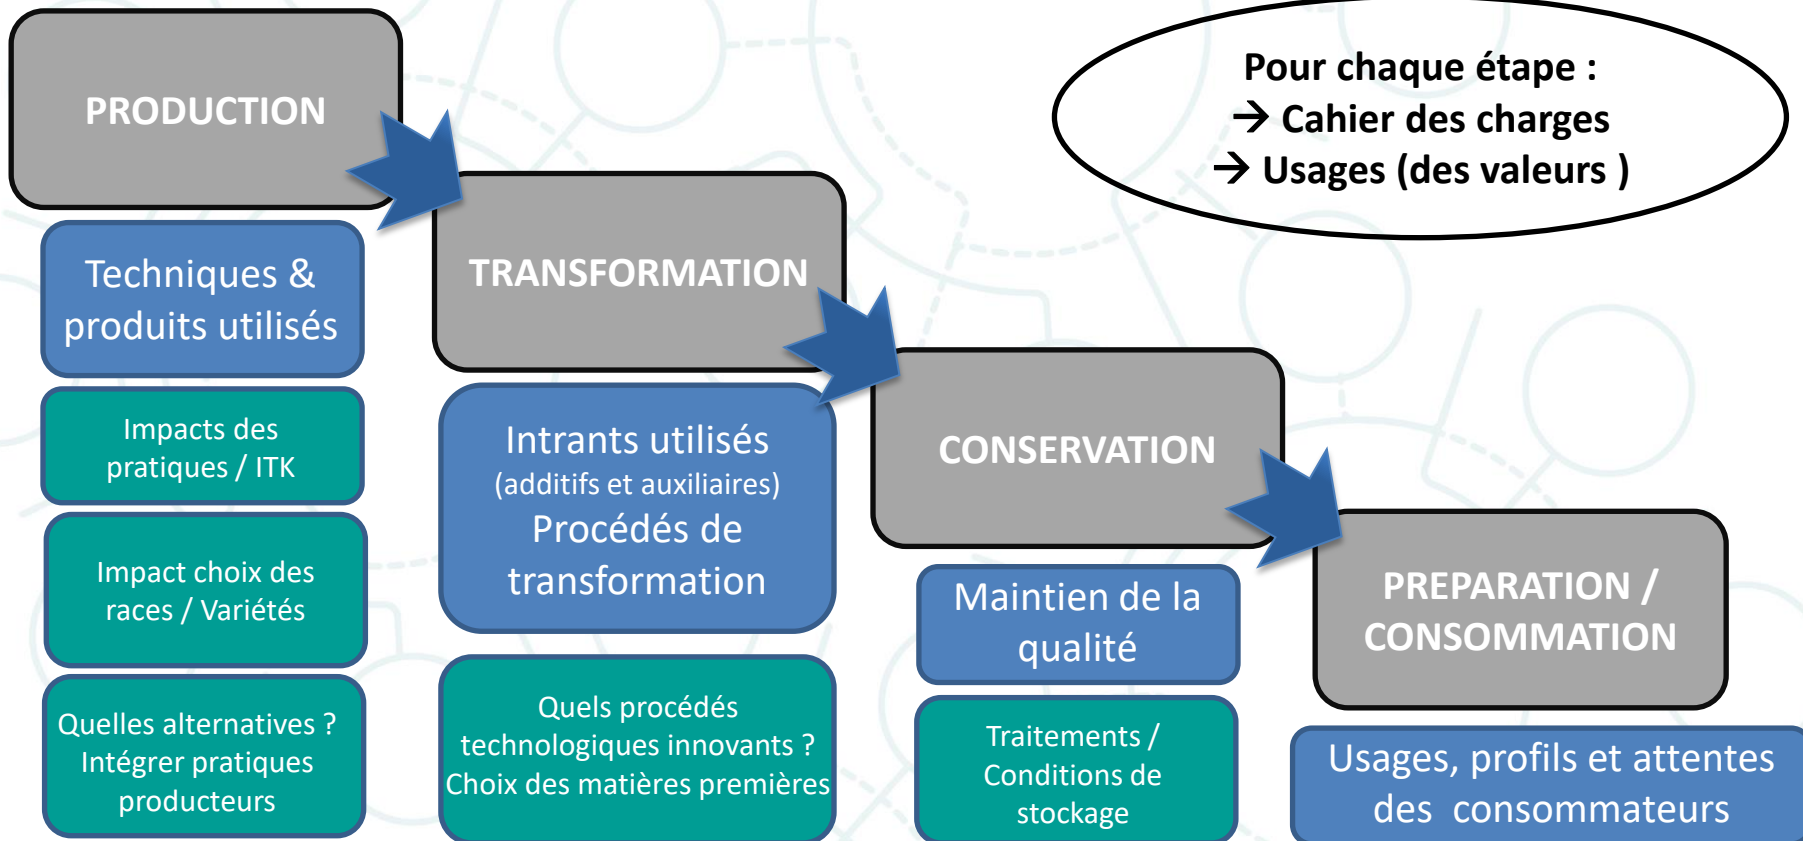 PRODUCTION
Techniques &
produits utilisés
Impacts des
pratiques / ITK
Impact choix des
races / Variétés
Quelles alternatives ?
Intégrer pratiques
producteurs
TRANSFORMATION
Intrants utilisés
(additifs et auxiliaires)
Procédés de
transformation
Quels procédés
technologiques innovants ?
Choix des matières premières
CONSERVATION
Maintien de la
qualité
Traitements /
Conditions de
stockage
PREPARATION /
CONSOMMATION
Usages, profils et attentes
des consommateurs
Pour chaque étape :
→ Cahier des charges
→ Usages (des valeurs )